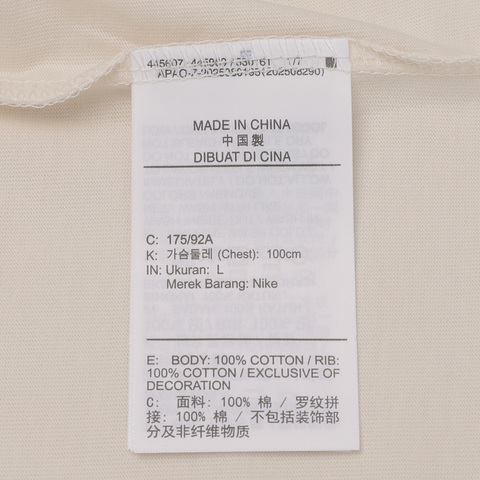 MADE IN CHINA
中国製
DIBUAT DI CINA
C: 175/92A
K: 가슴둘레 (Chest): 100cm
IN: Ukuran: L
Merek Barang: Nike
E: BODY: 100% COTTON / RIB:
100% COTTON / EXCLUSIVE OF
DECORATION
C: 面料: 100% 棉 / 罗纹拼
接: 100% 棉 / 不包括装饰部
分及非纤维物质